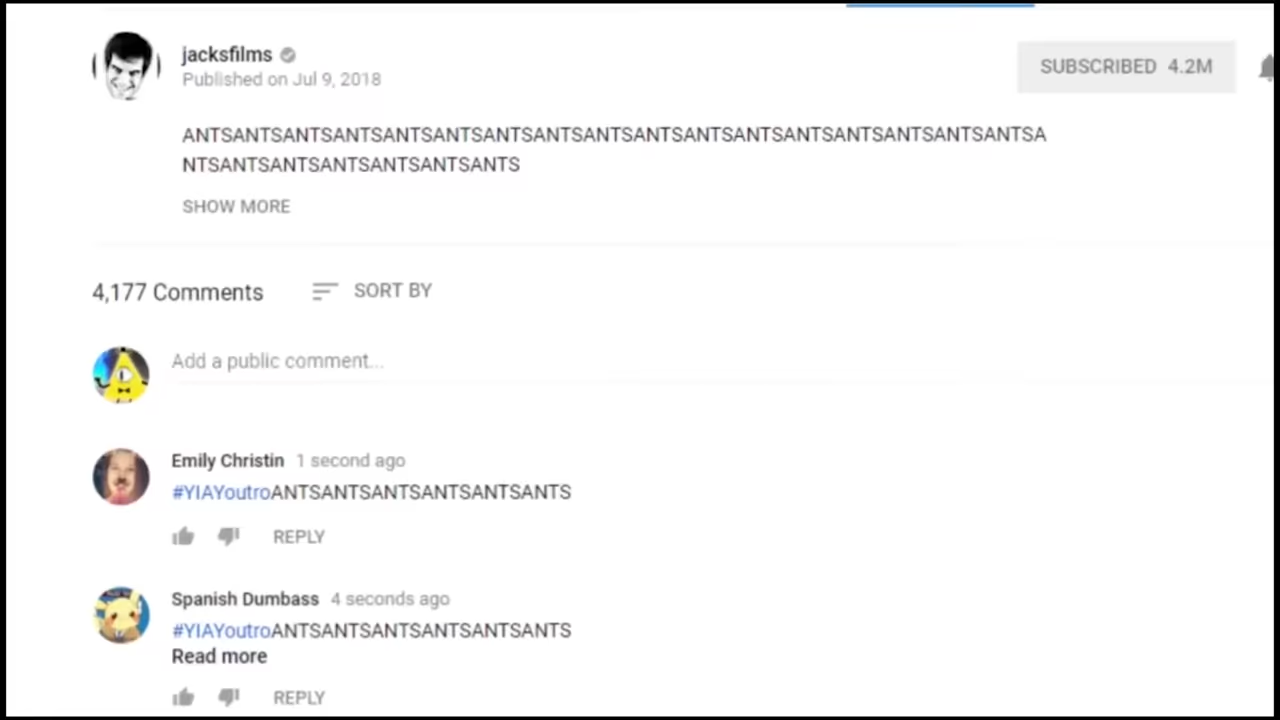 jacksfilms
Published on Jul 9, 2018
SUBSCRIBED 4.2M
ANTSANTSANTSANTSANTSANTSANTSANTSANTSANTSANTSANTSANTSANTSANTSANTSANTSA
NTSANTSANTSANTSANTSANTSANTS
SHOW MORE
4,177 Comments SORT BY
Add a public comment...
Emily Christin 1 second ago
#YIAYoutroANTSANTSANTSANTSANTSANTS
REPLY
Spanish Dumbass 4 seconds ago
#YIAYoutroANTSANTSANTSANTSANTSANTS
Read more
REPLY